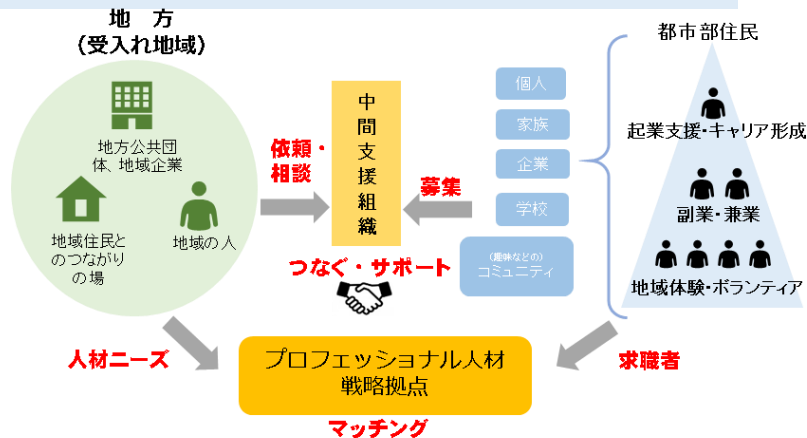 地　方
(受入れ地域)
地方公共団
体、地域企業
地域住民と
のつながり
の場
地域の人
依頼・
相談
中
間
支
援
組
織
つなぐ・サポート
募集
個人
家族
企業
学校
(趣味などの)
コミュニティ
都市部住民
起業支援・キャリア形成
副業・兼業
地域体験・ボランティア
人材ニーズ
プロフェッショナル人材
戦略拠点
マッチング
求職者